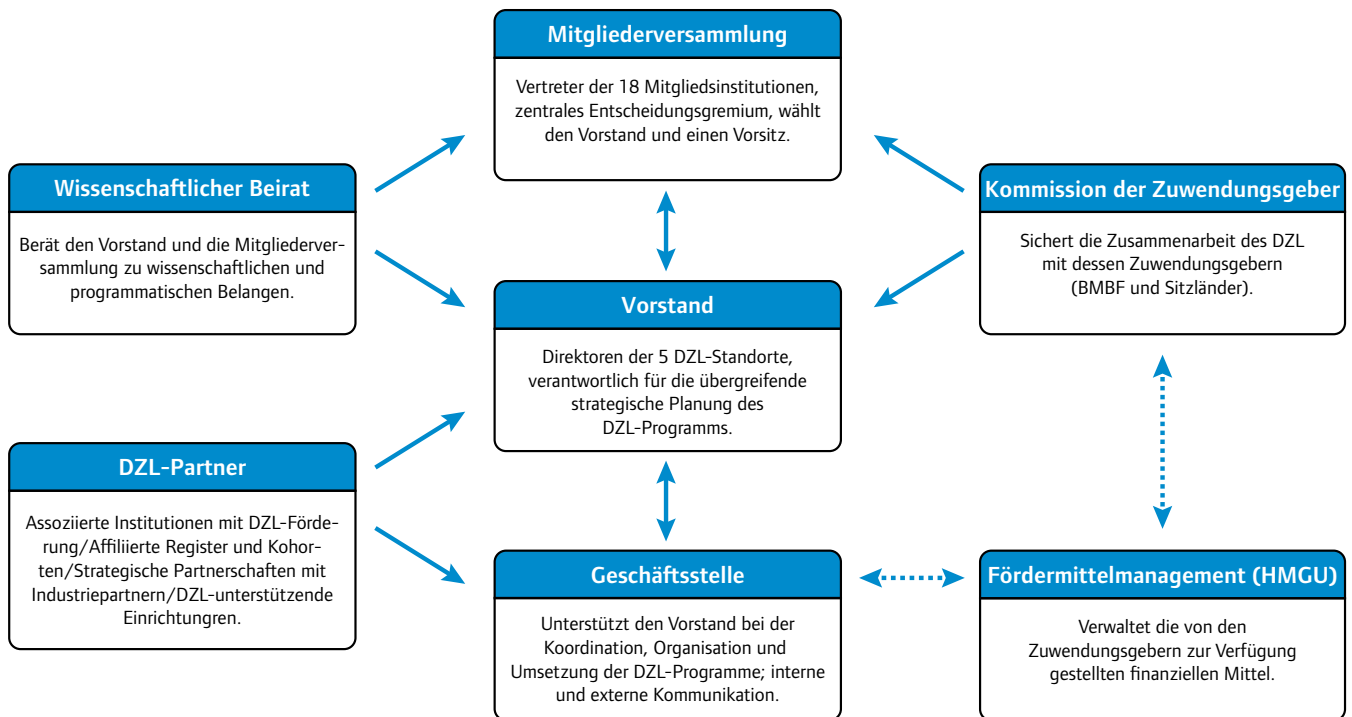 Mitgliederversammlung
Vertreter der 18 Mitgliedsinstitutionen,
zentrales Entscheidungsgremium, wählt
den Vorstand und einen Vorsitz.
Wissenschaftlicher Beirat
Berät den Vorstand und die Mitgliederver-
sammlung zu wissenschaftlichen und
programmatischen Belangen.
Kommission der Zuwendungsgeber
Sichert die Zusammenarbeit des DZL
mit dessen Zuwendungsgebern
(BMBF und Sitzländer).
Vorstand
Direktoren der 5 DZL-Standorte,
verantwortlich für die übergreifende
strategische Planung des
DZL-Programms.
DZL-Partner
Assoziierte Institutionen mit DZL-Förde-
rung/Affiliierte Register und Kohor-
ten/Strategische Partnerschaften mit
Industriepartnern/DZL-unterstützende
Einrichtungren.
Geschäftsstelle
Unterstützt den Vorstand bei der
Koordination, Organisation und
Umsetzung der DZL-Programme; interne
und externe Kommunikation.
Fördermittelmanagement (HMGU)
Verwaltet die von den
Zuwendungsgebern zur Verfügung
gestellten finanziellen Mittel.